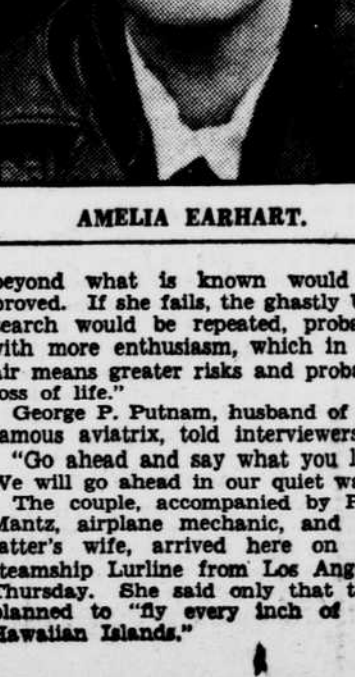 AMELIA EARHART.
beyond what is known would
proved. If she fails, the ghastly
search would be repeated,
with more enthusiasm, which in
air means greater risks and
loss of life."
George P. Putnam, husband of
famous aviatrix, told interviewers
"Go ahead and say what you
We will go ahead in our quiet
The couple, accompanied by
Mantz, airplane mechanic, and
latter's wife, arrived here on
steamship Lurline from Los
Thursday. She said only that
planned to "fly every inch of
Hawaiian Islands."